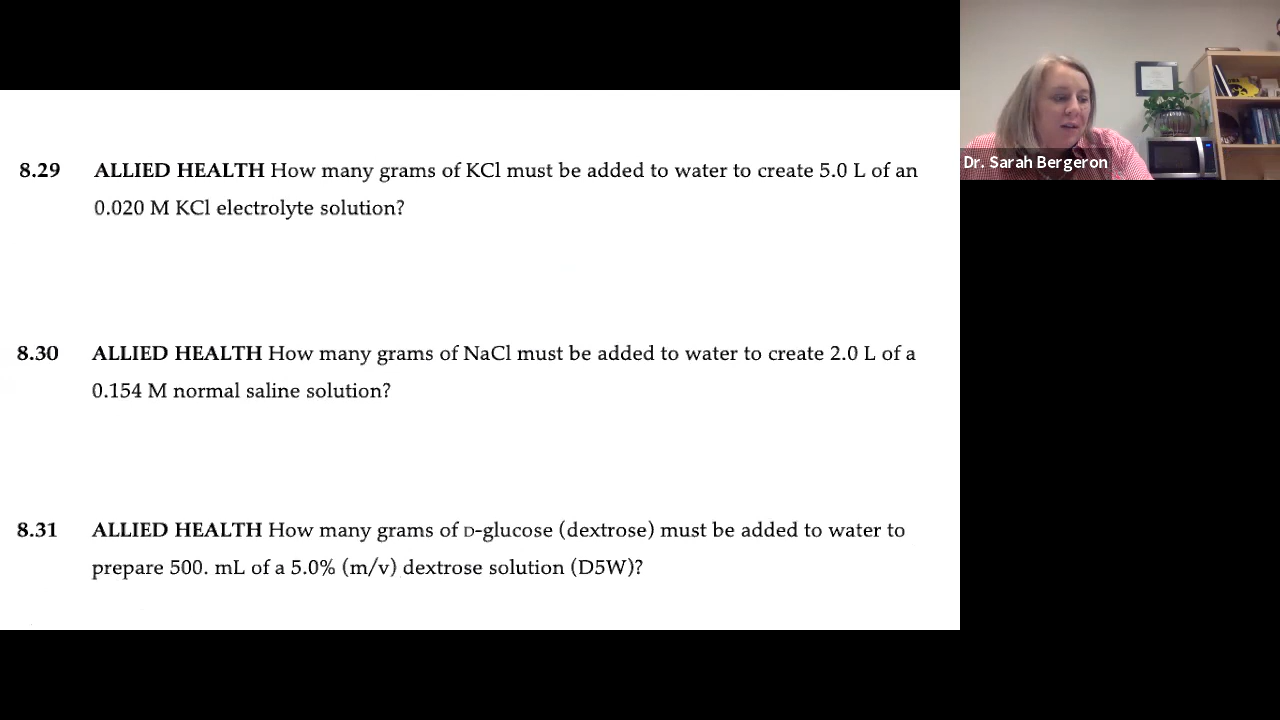 8.29 ALLIED HEALTH How many grams of KCl must be added to water to create 5.0 L of an
0.020 M KCl electrolyte solution?
8.30 ALLIED HEALTH How many grams of NaCl must be added to water to create 2.0 L of a
0.154 M normal saline solution?
8.31 ALLIED HEALTH How many grams of D-glucose (dextrose) must be added to water to
prepare 500. mL of a 5.0% (m/v) dextrose solution (D5W)?
Dr. Sarah Bergeron